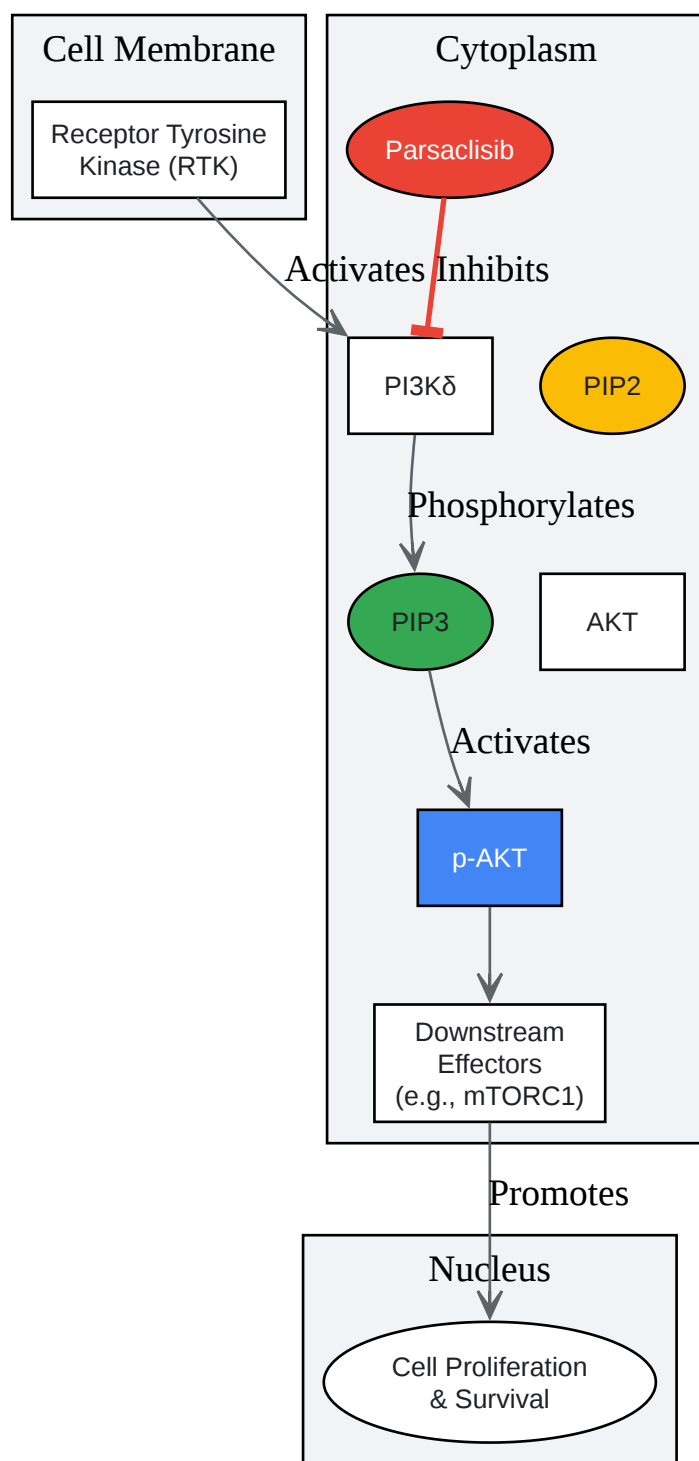 Cell Membrane
Cytoplasm
Receptor Tyrosine
Kinase (RTK)
Parsaclisib
Activates
Inhibits
PI3Kδ
PIP2
Phosphorylates
PIP3
AKT
Activates
p-AKT
Downstream
Effectors
(e.g., mTORC1)
Promotes
Nucleus
Cell Proliferation
& Survival